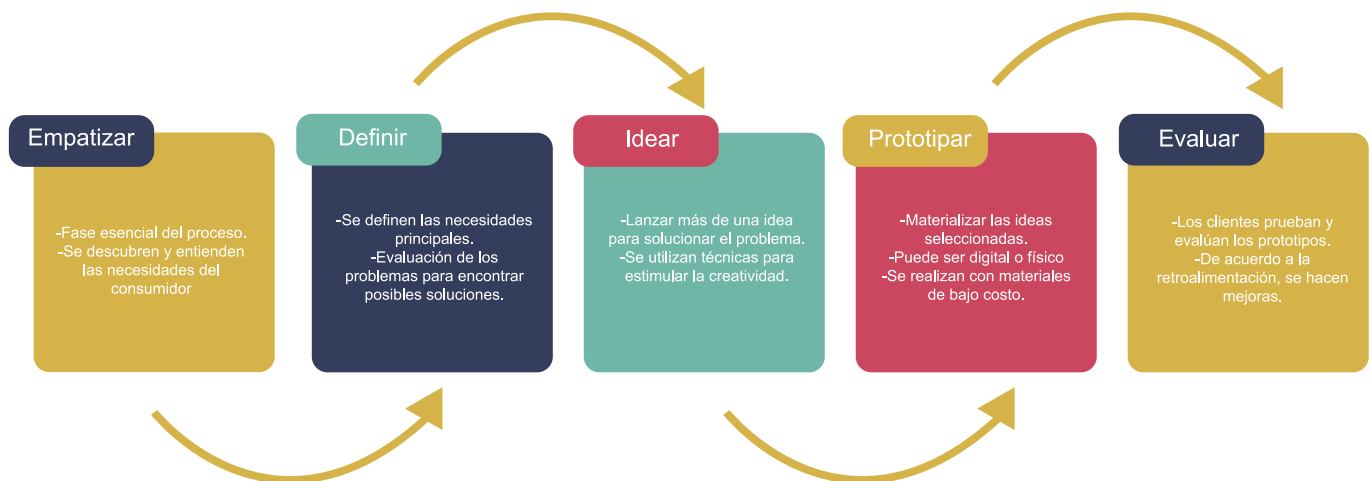 Empatizar
-Fase esencial del proceso.
-Se descubren y entienden
las necesidades del
consumidor
Definir
-Se definen las necesidades
principales.
-Evaluación de los
problemas para encontrar
posibles soluciones.
Idear
-Lanzar más de una idea
para solucionar el problema.
-Se utilizan técnicas para
estimular la creatividad.
Prototipar
-Materializar las ideas
seleccionadas.
-Puede ser digital o físico
-Se realizan con materiales
de bajo costo.
Evaluar
-Los clientes prueban y
evalúan los prototipos.
-De acuerdo a la
retroalimentación, se hacen
mejoras.